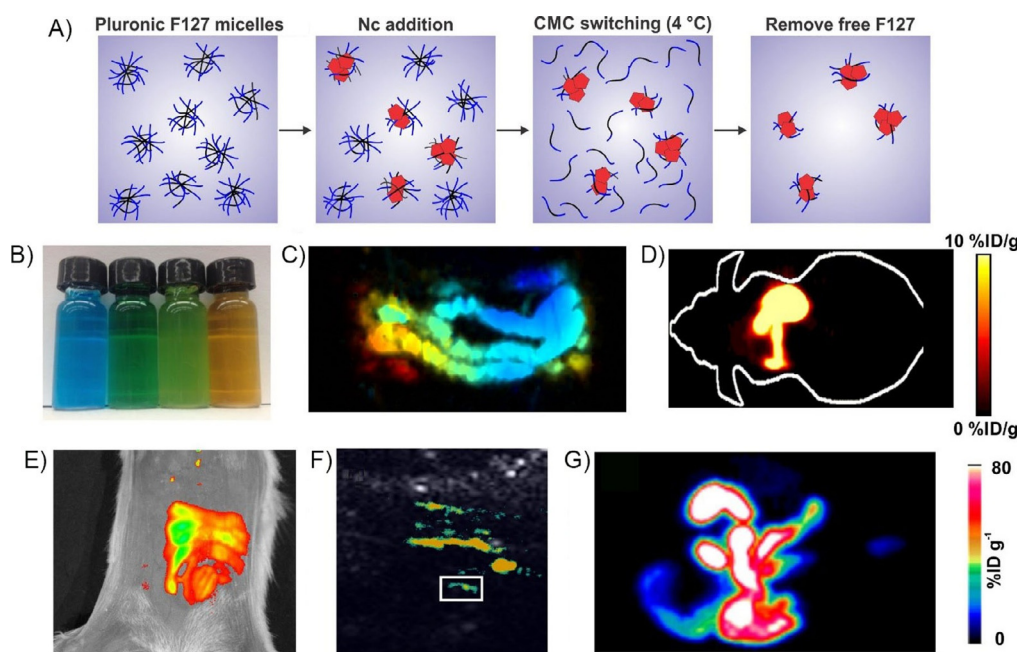 A)
Pluronic F127 micelles
Nc addition
CMC switching (4 °C)
Remove free F127
B)
C)
D)
10 %ID/g
0 %ID/g
E)
F)
G)
80
%ID g⁻¹
0